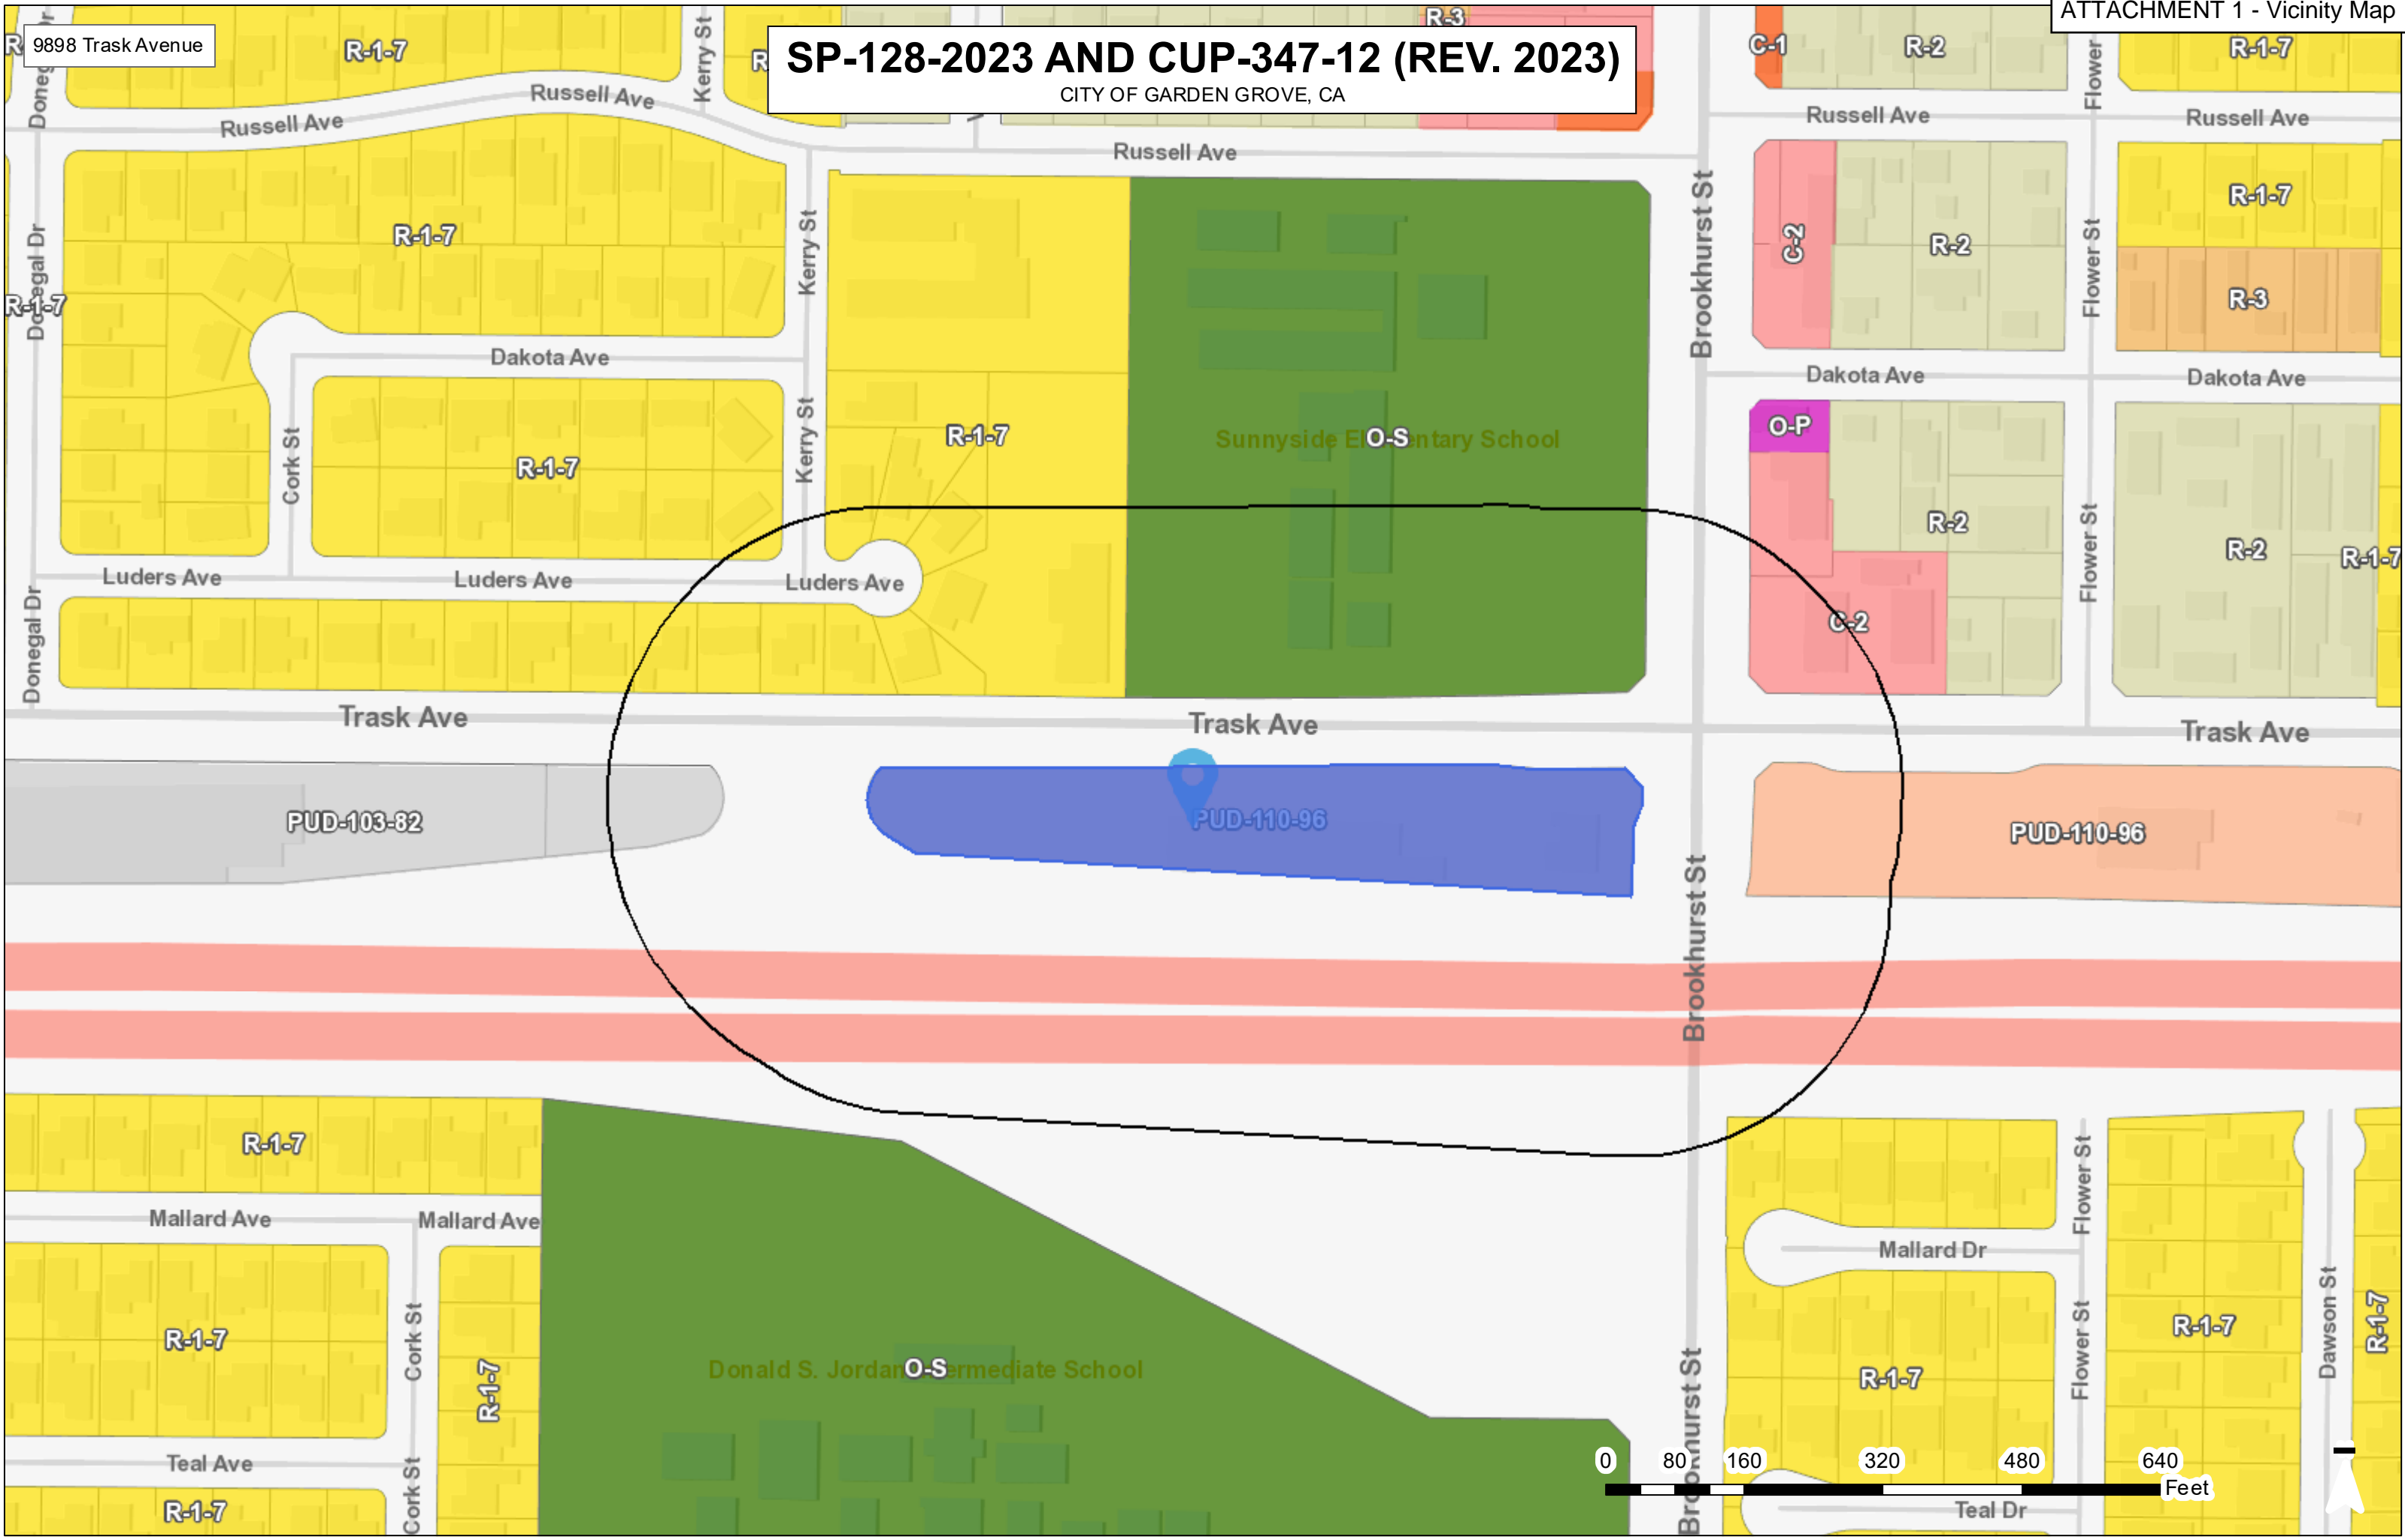 ATTACHMENT 1 - Vicinity Map
9898 Trask Avenue
SP-128-2023 AND CUP-347-12 (REV. 2023)
CITY OF GARDEN GROVE, CA
R-3
R-1-7
C-1
R-2
R-1-7
Donegal Dr
Kerry St
Flower
Russell Ave
Russell Ave
Russell Ave
Russell Ave
Russell Ave
R-1-7
R-1-7
Donegal Dr
Kerry St
Brookhurst St
C-2
R-2
Flower St
R-1-7
R-3
R-1-7
Dakota Ave
Dakota Ave
Dakota Ave
Cork St
R-1-7
Kerry St
R-1-7
Sunnyside Elementary School
O-S
O-P
R-2
Flower St
R-2
R-1-7
Luders Ave
Luders Ave
Luders Ave
C-2
Donegal Dr
Trask Ave
Trask Ave
Trask Ave
PUD-103-82
PUD-110-96
PUD-110-96
Brookhurst St
R-1-7
Mallard Ave
Mallard Ave
Flower St
Mallard Dr
R-1-7
Cork St
R-1-7
Donald S. Jordan Intermediate School
O-S
R-1-7
Flower St
R-1-7
Dawson St
R-1-7
Brookhurst St
Teal Ave
Cork St
R-1-7
0 80 160 320 480 640
Feet
Teal Dr